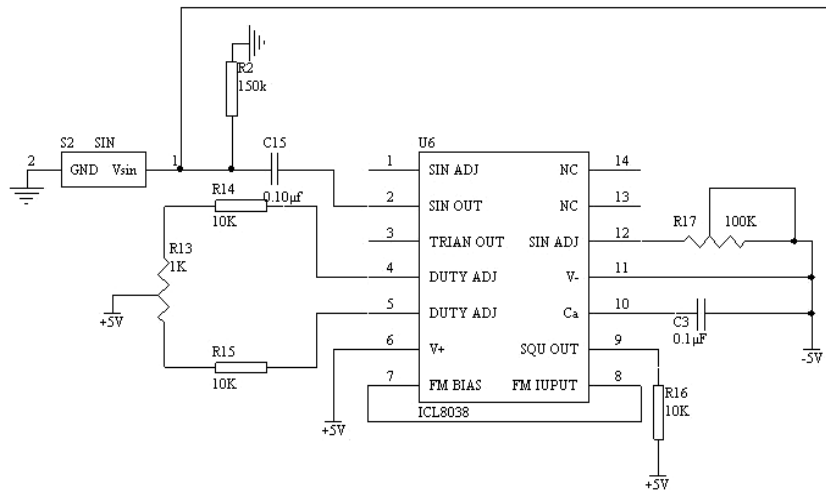 R2
150k
S2 SIN
2
GND Vsin
1
C15
0.10μf
U6
1 SIN ADJ NC 14
2 SIN OUT NC 13
3 TRIAN OUT SIN ADJ 12
4 DUTY ADJ V- 11
5 DUTY ADJ Ca 10
6 V+ SQU OUT 9
7 FM BIAS FM IUPUT 8
ICL8038
R14
10K
R13
1K
+5V
R15
10K
+5V
R17 100K
C3
0.1μF
-5V
R16
10K
+5V